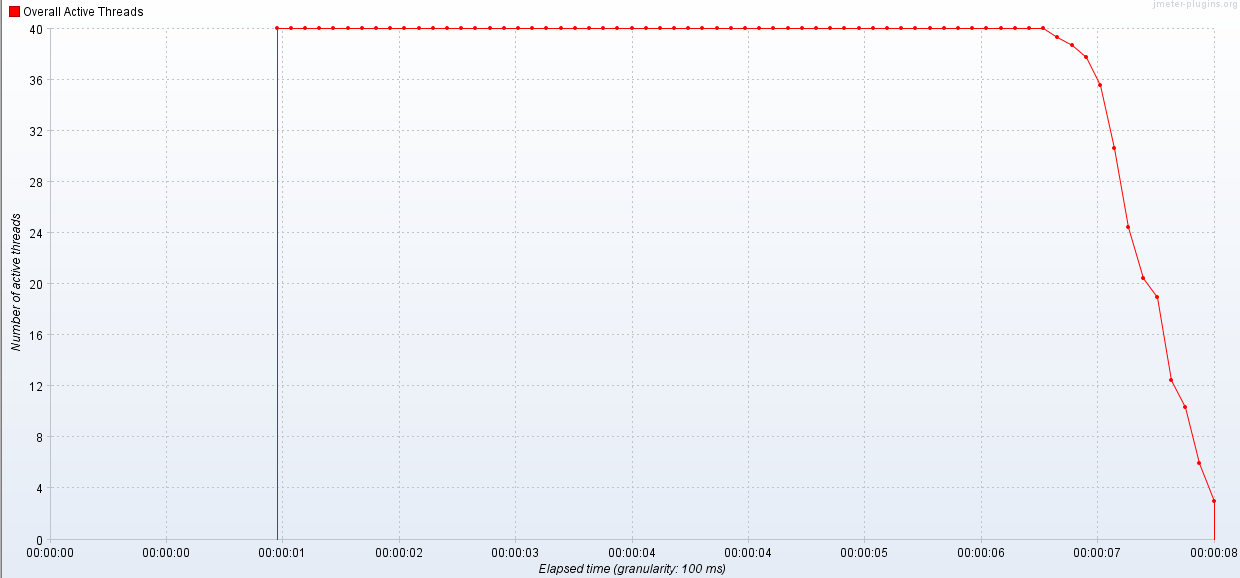 jmeter-plugins.org
Overall Active Threads
40
36
32
28
24
20
16
12
8
4
0
Number of active threads
00:00:00 00:00:00 00:00:01 00:00:02 00:00:03 00:00:04 00:00:04 00:00:05 00:00:06 00:00:07 00:00:08
Elapsed time (granularity: 100 ms)